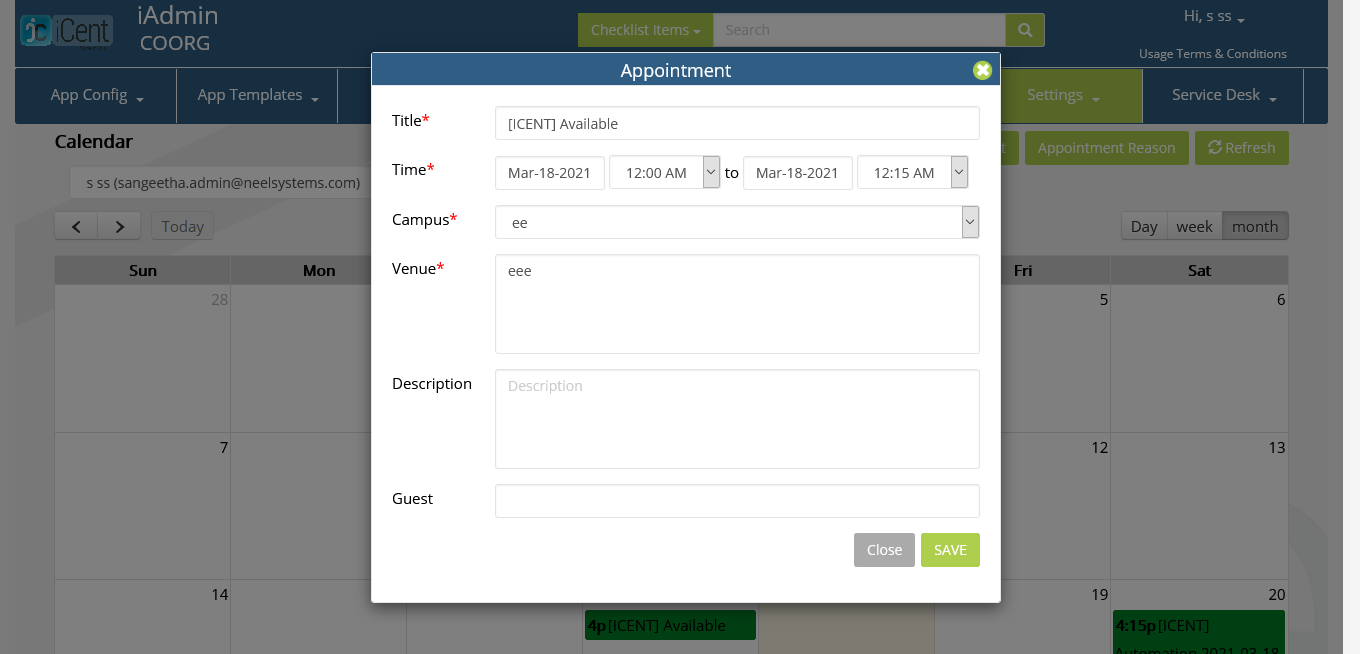 iCent
iAdmin
COORG
Checklist Items
Search
Hi, s ss
Usage Terms & Conditions
App Config
App Templates
Settings
Service Desk
Calendar
Appointment Reason
Refresh
s ss (sangeetha.admin@neelsystems.com)
Today
Day
week
month
Sun
Mon
Fri
Sat
28
5
6
7
12
13
14
19
20
4p [ICENT] Available
4:15p [ICENT]
Automation 2021-03-18
Appointment
Title*
[ICENT] Available
Time*
Mar-18-2021 12:00 AM to Mar-18-2021 12:15 AM
Campus*
ee
Venue*
eee
Description
Description
Guest
Close
SAVE